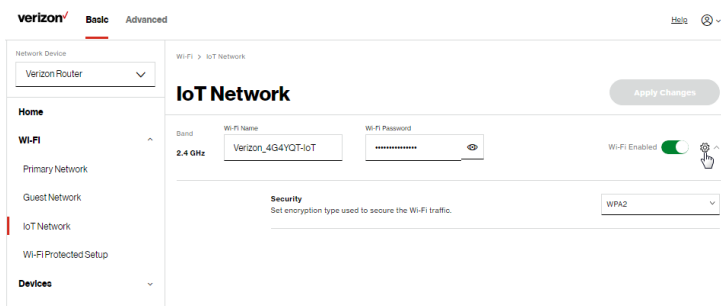 verizon✓ Basic Advanced Help
Network Device
Verizon Router
Home
Wi-Fi
Primary Network
Guest Network
IoT Network
Wi-Fi Protected Setup
Devices
Wi-Fi > IoT Network
IoT Network Apply Changes
Band Wi-Fi Name Wi-Fi Password
2.4 GHz Verizon_4G4YQT-IoT •••••••••••••• Wi-Fi Enabled
Security
Set encryption type used to secure the Wi-Fi traffic. WPA2